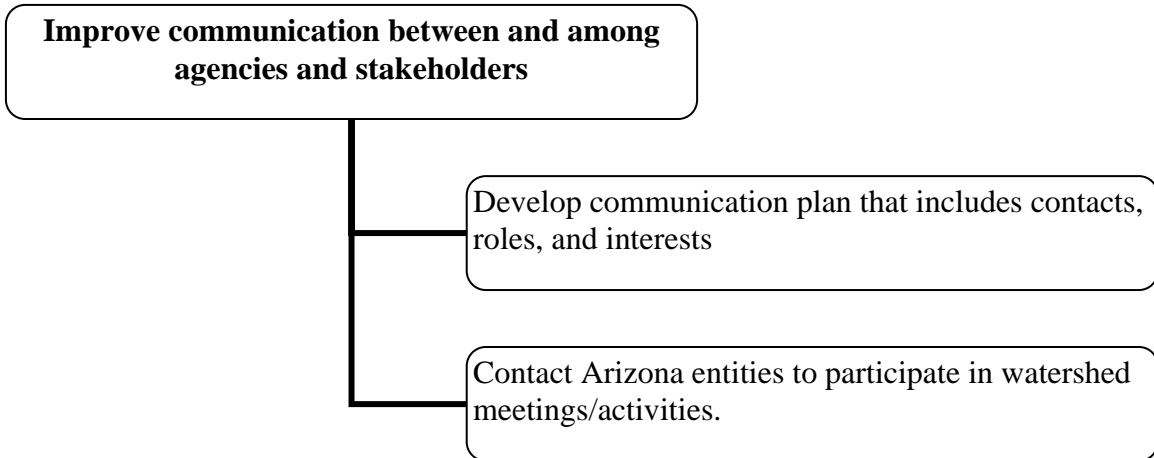 Improve communication between and among
agencies and stakeholders
Develop communication plan that includes contacts,
roles, and interests
Contact Arizona entities to participate in watershed
meetings/activities.